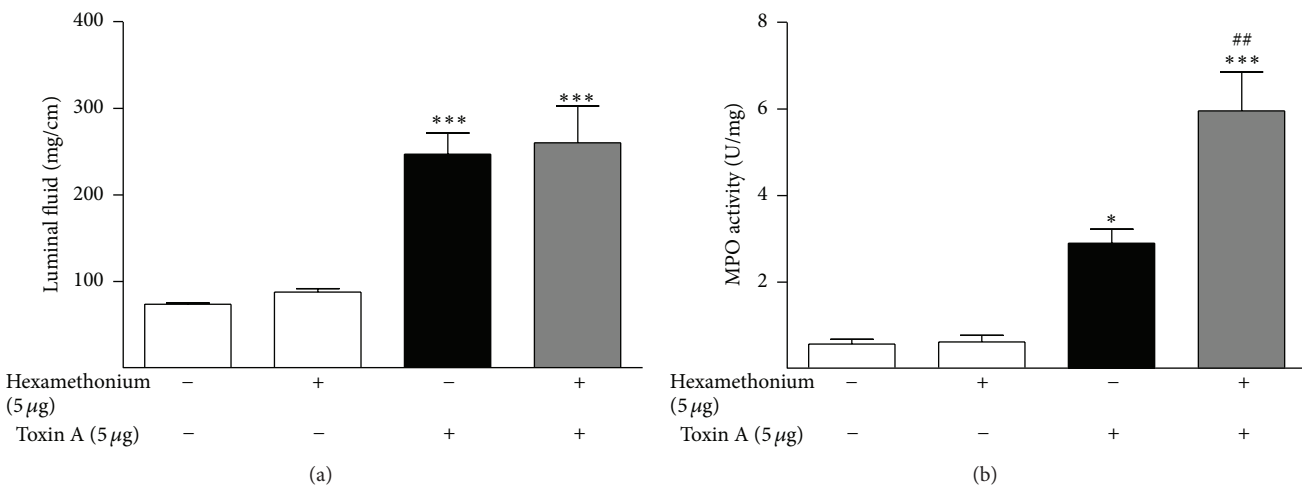 400
300
200
100
Luminal fluid (mg/cm)
***
***
Hexamethonium − + − +
(5 μg)
Toxin A (5 μg) − − + +
(a)
8
6
4
2
MPO activity (U/mg)
*
##
***
Hexamethonium − + − +
(5 μg)
Toxin A (5 μg) − − + +
(b)